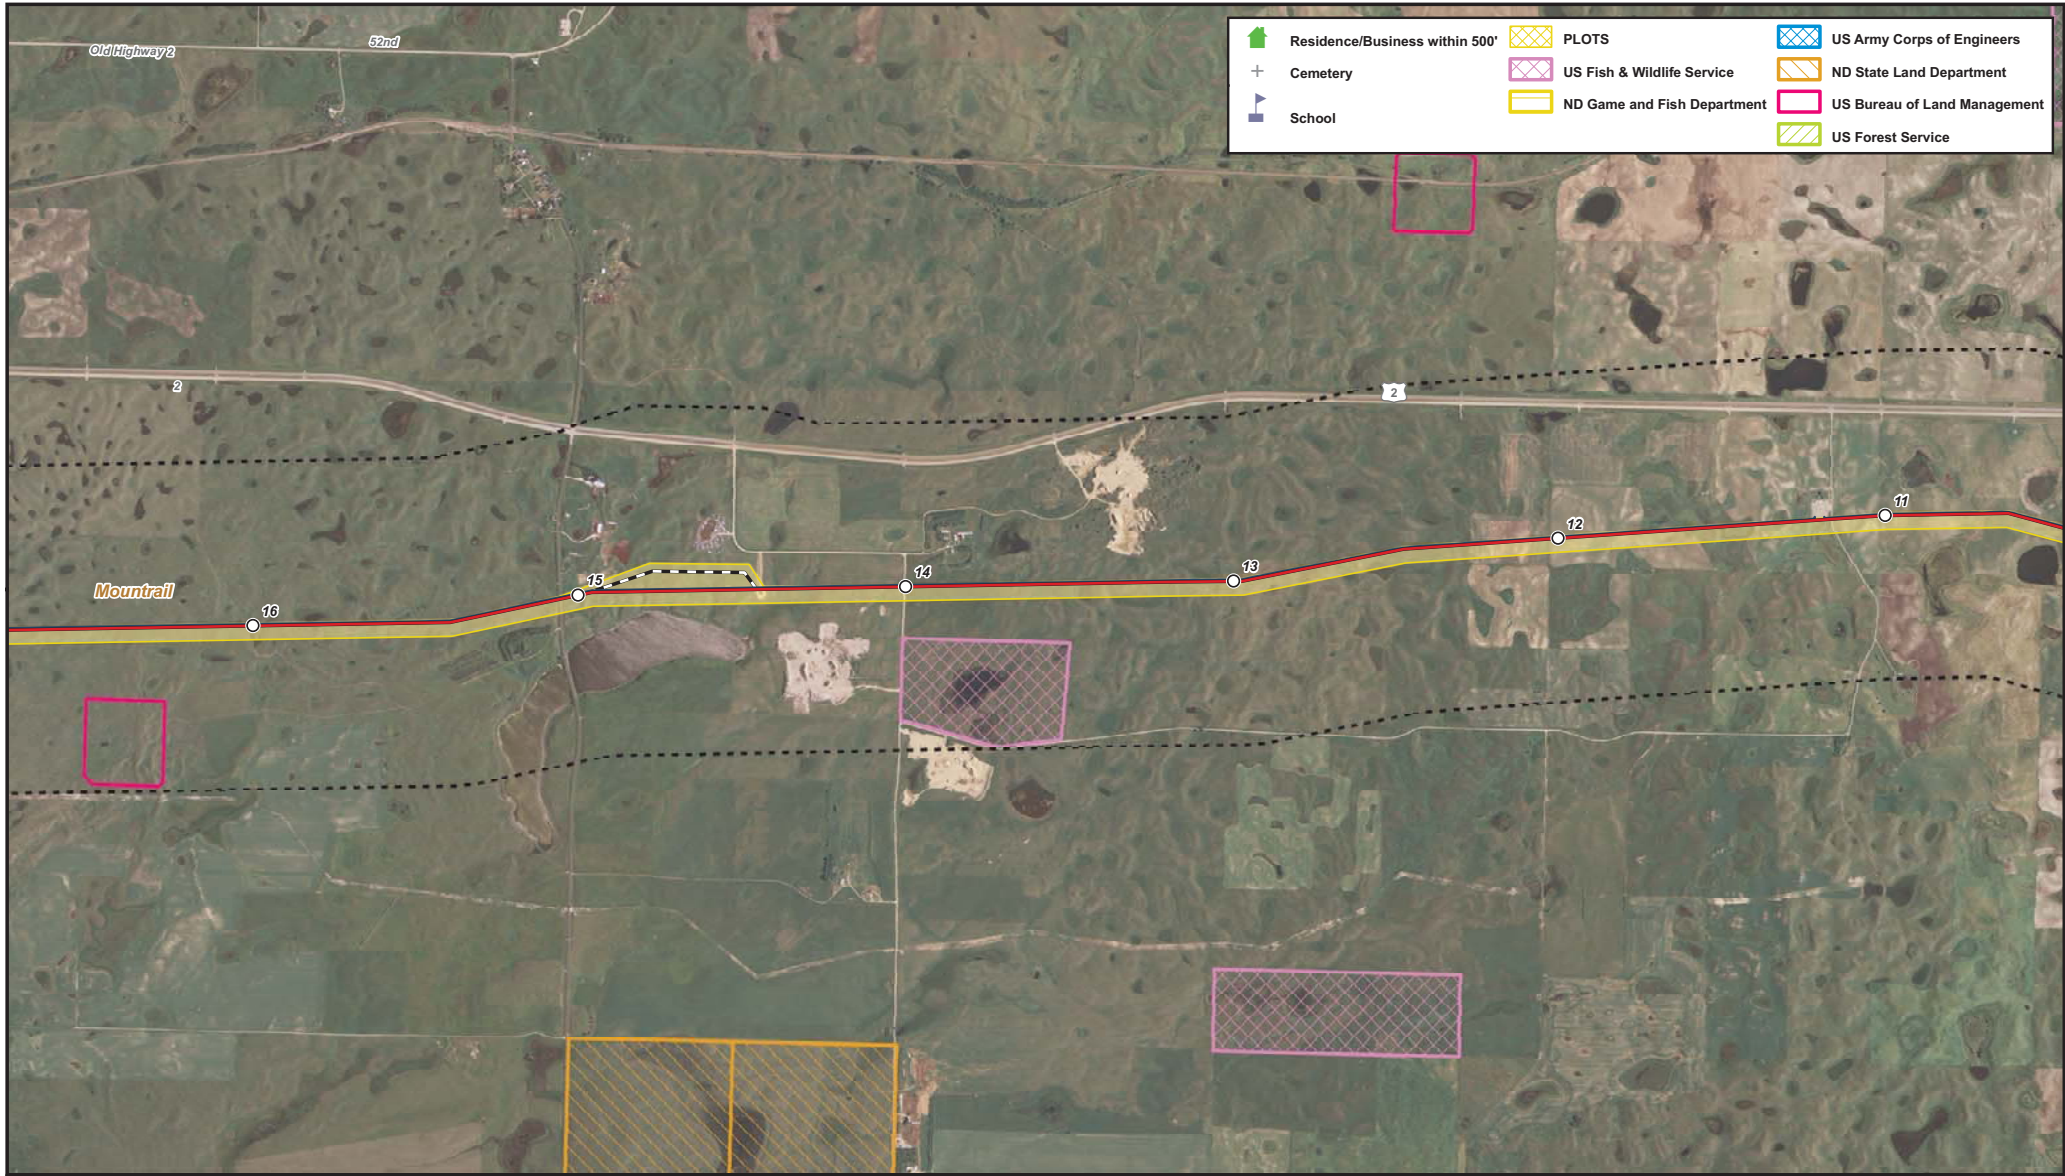 Old Highway 2
52nd
Residence/Business within 500'
Cemetery
School
PLOTS
US Fish & Wildlife Service
ND Game and Fish Department
US Army Corps of Engineers
ND State Land Department
US Bureau of Land Management
US Forest Service
2
2
11
12
13
14
15
16
Mountrail